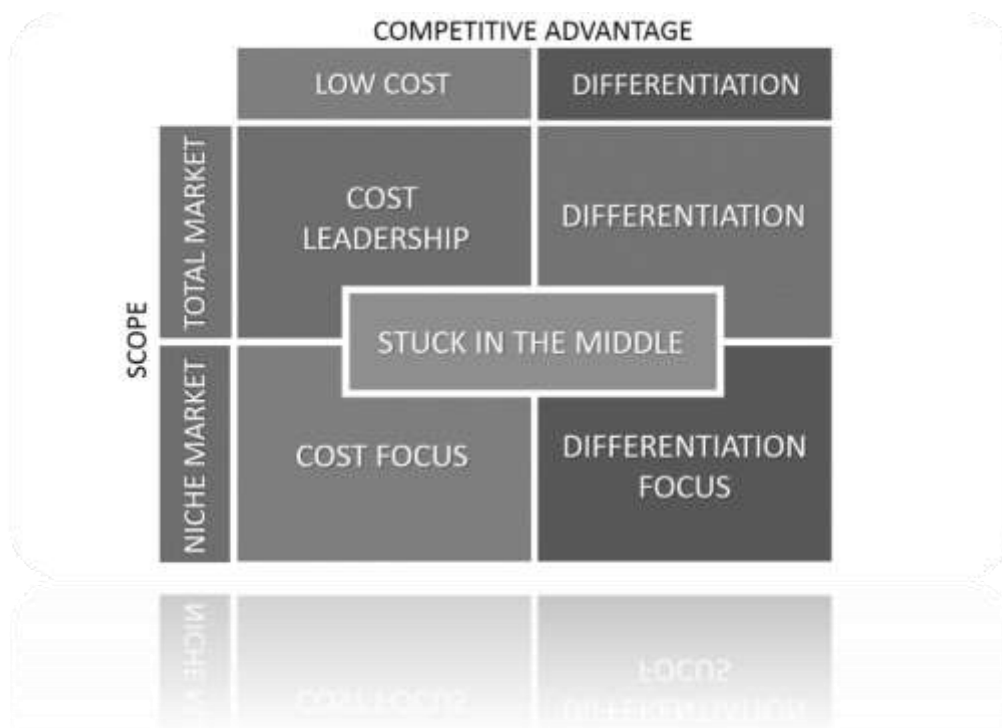 COMPETITIVE ADVANTAGE
LOW COST
DIFFERENTIATION
SCOPE
TOTAL MARKET
COST
LEADERSHIP
DIFFERENTIATION
STUCK IN THE MIDDLE
NICHE MARKET
COST FOCUS
DIFFERENTIATION
FOCUS